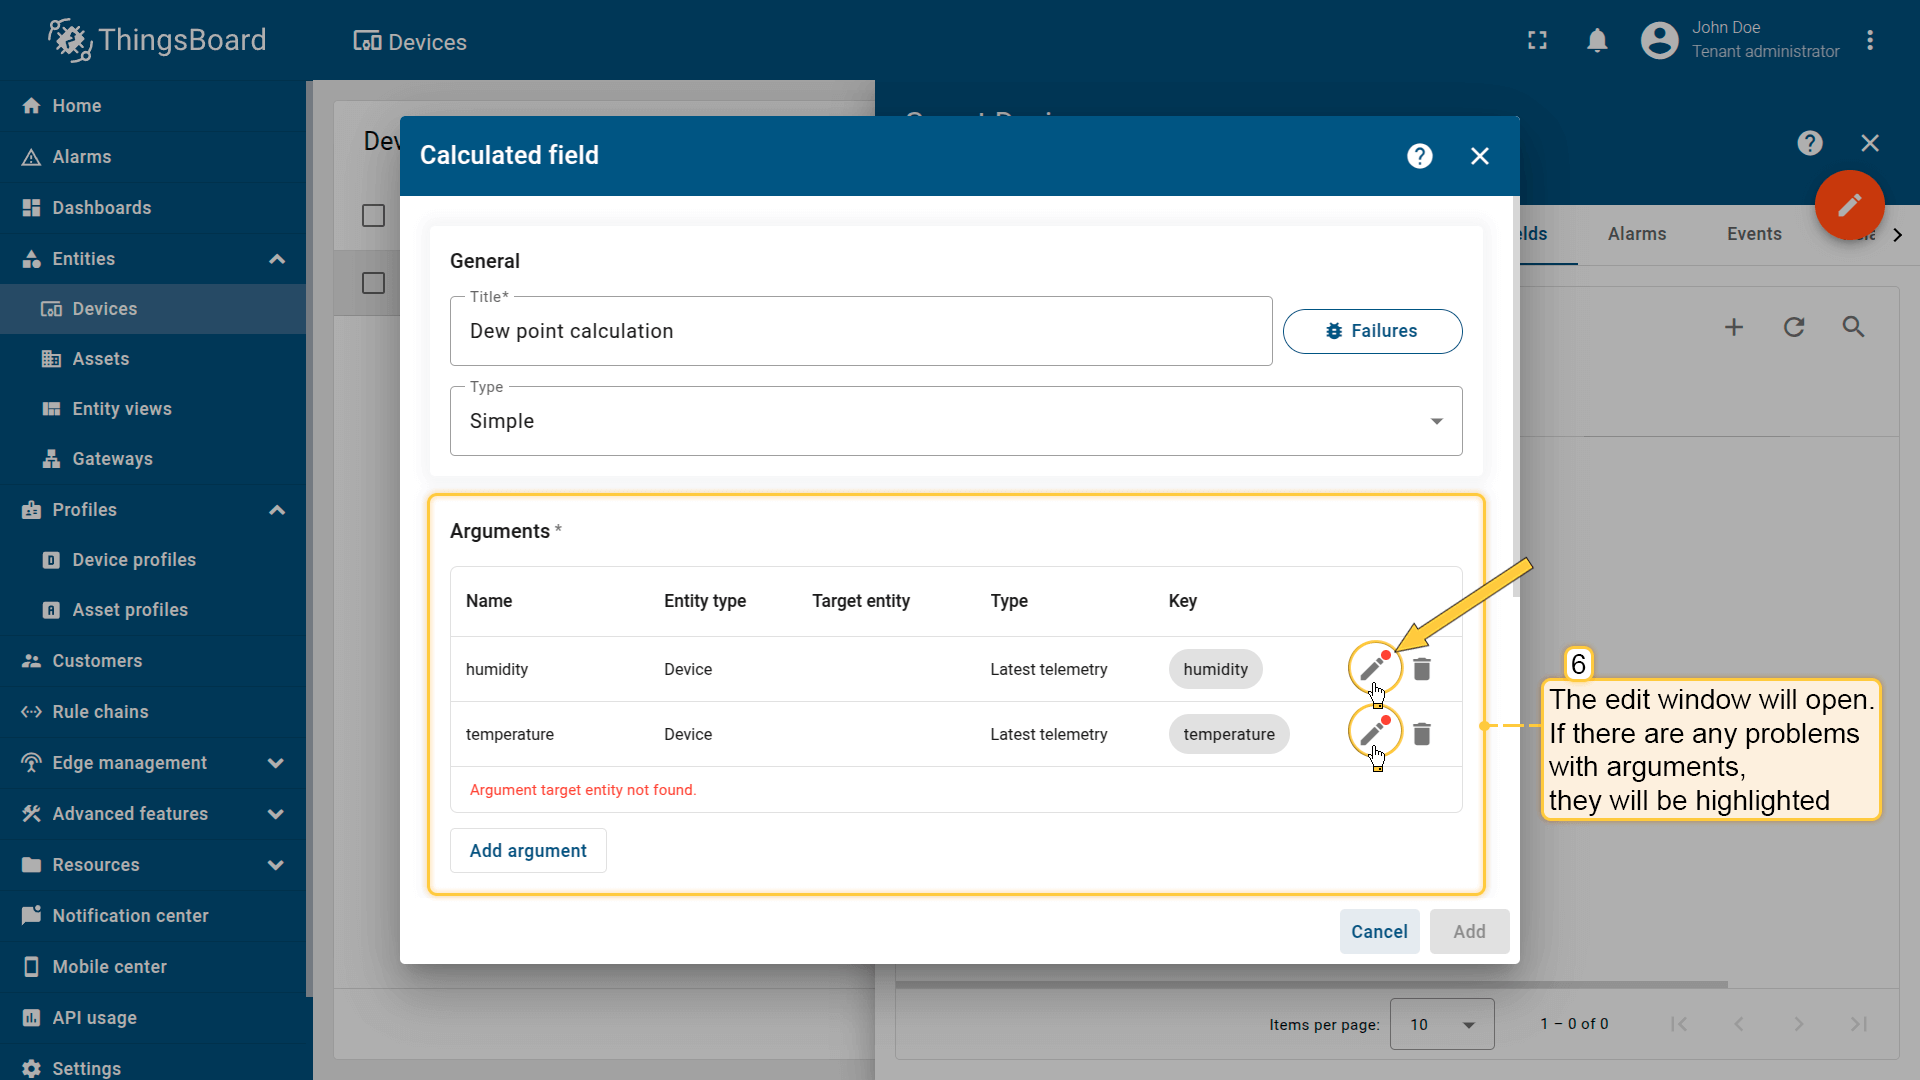 ThingsBoard
Devices
John Doe
Tenant administrator
Home
Alarms
Dashboards
Entities
Devices
Assets
Entity views
Gateways
Profiles
Device profiles
Asset profiles
Customers
Rule chains
Edge management
Advanced features
Resources
Notification center
Mobile center
API usage
Settings
Calculated field
General
Title*
Dew point calculation
Failures
Type
Simple
Arguments *
Name Entity type Target entity Type Key
humidity Device Latest telemetry humidity
temperature Device Latest telemetry temperature
Argument target entity not found.
Add argument
Cancel
Add
Alarms
Events
6
The edit window will open.
If there are any problems
with arguments,
they will be highlighted
Items per page: 10 1 – 0 of 0